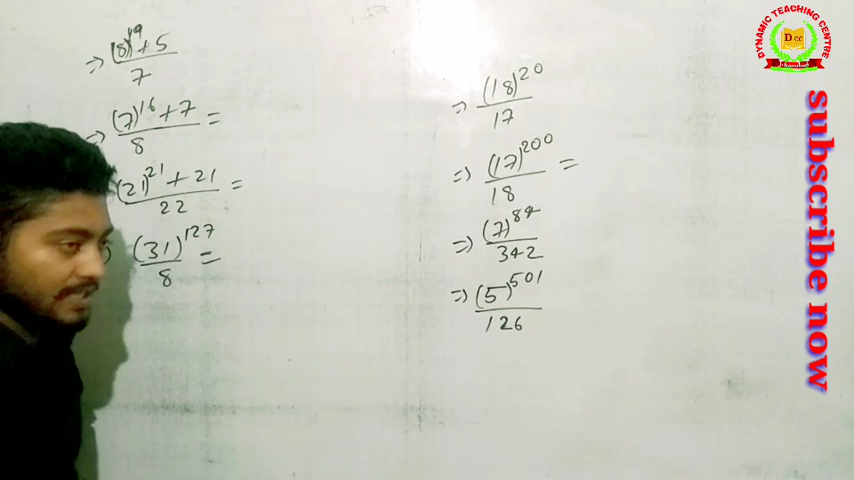 ⇒ (8)^19 + 5 / 7
⇒ (7)^16 + 7 / 8 =
(21)^21 + 21 / 22 =
(31)^127 / 8 =
⇒ (18)^20 / 17
⇒ (17)^200 / 18 =
⇒ (7)^84 / 342
⇒ (5)^501 / 126
DYNAMIC TEACHING CENTRE
Dcc
subscribe now